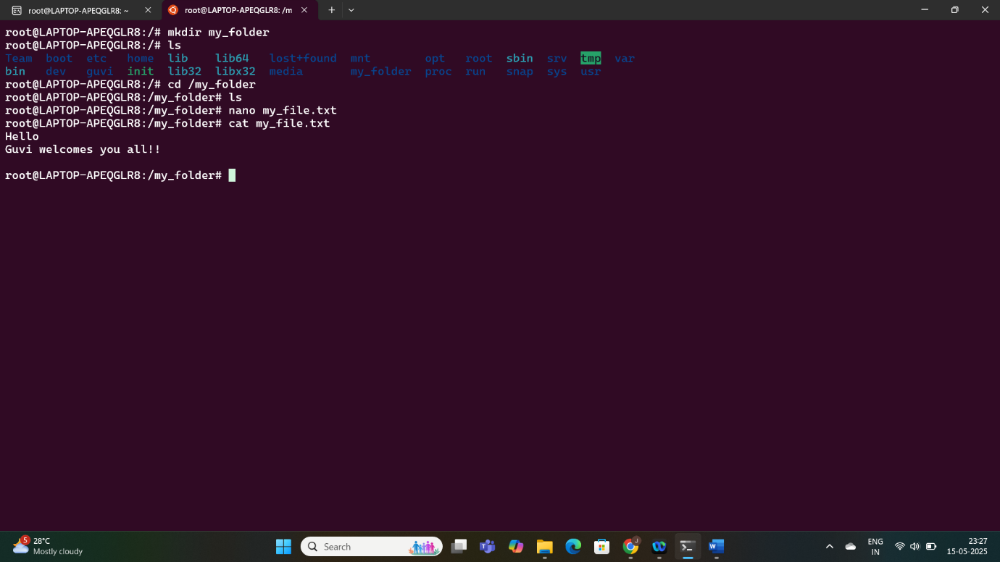 root@LAPTOP-APEQGLR8: ~
root@LAPTOP-APEQGLR8: /m
root@LAPTOP-APEQGLR8:/# mkdir my_folder
root@LAPTOP-APEQGLR8:/# ls
Team  boot  etc   home  lib    lib64   lost+found  mnt        opt   root  sbin  srv  tmp  var
bin   dev   guvi  init  lib32  libx32  media       my_folder  proc  run   snap  sys  usr
root@LAPTOP-APEQGLR8:/# cd /my_folder
root@LAPTOP-APEQGLR8:/my_folder# ls
root@LAPTOP-APEQGLR8:/my_folder# nano my_file.txt
root@LAPTOP-APEQGLR8:/my_folder# cat my_file.txt
Hello
Guvi welcomes you all!!
root@LAPTOP-APEQGLR8:/my_folder#
5
28°C
Mostly cloudy
Search
J
ENG
IN
23:27
15-05-2025